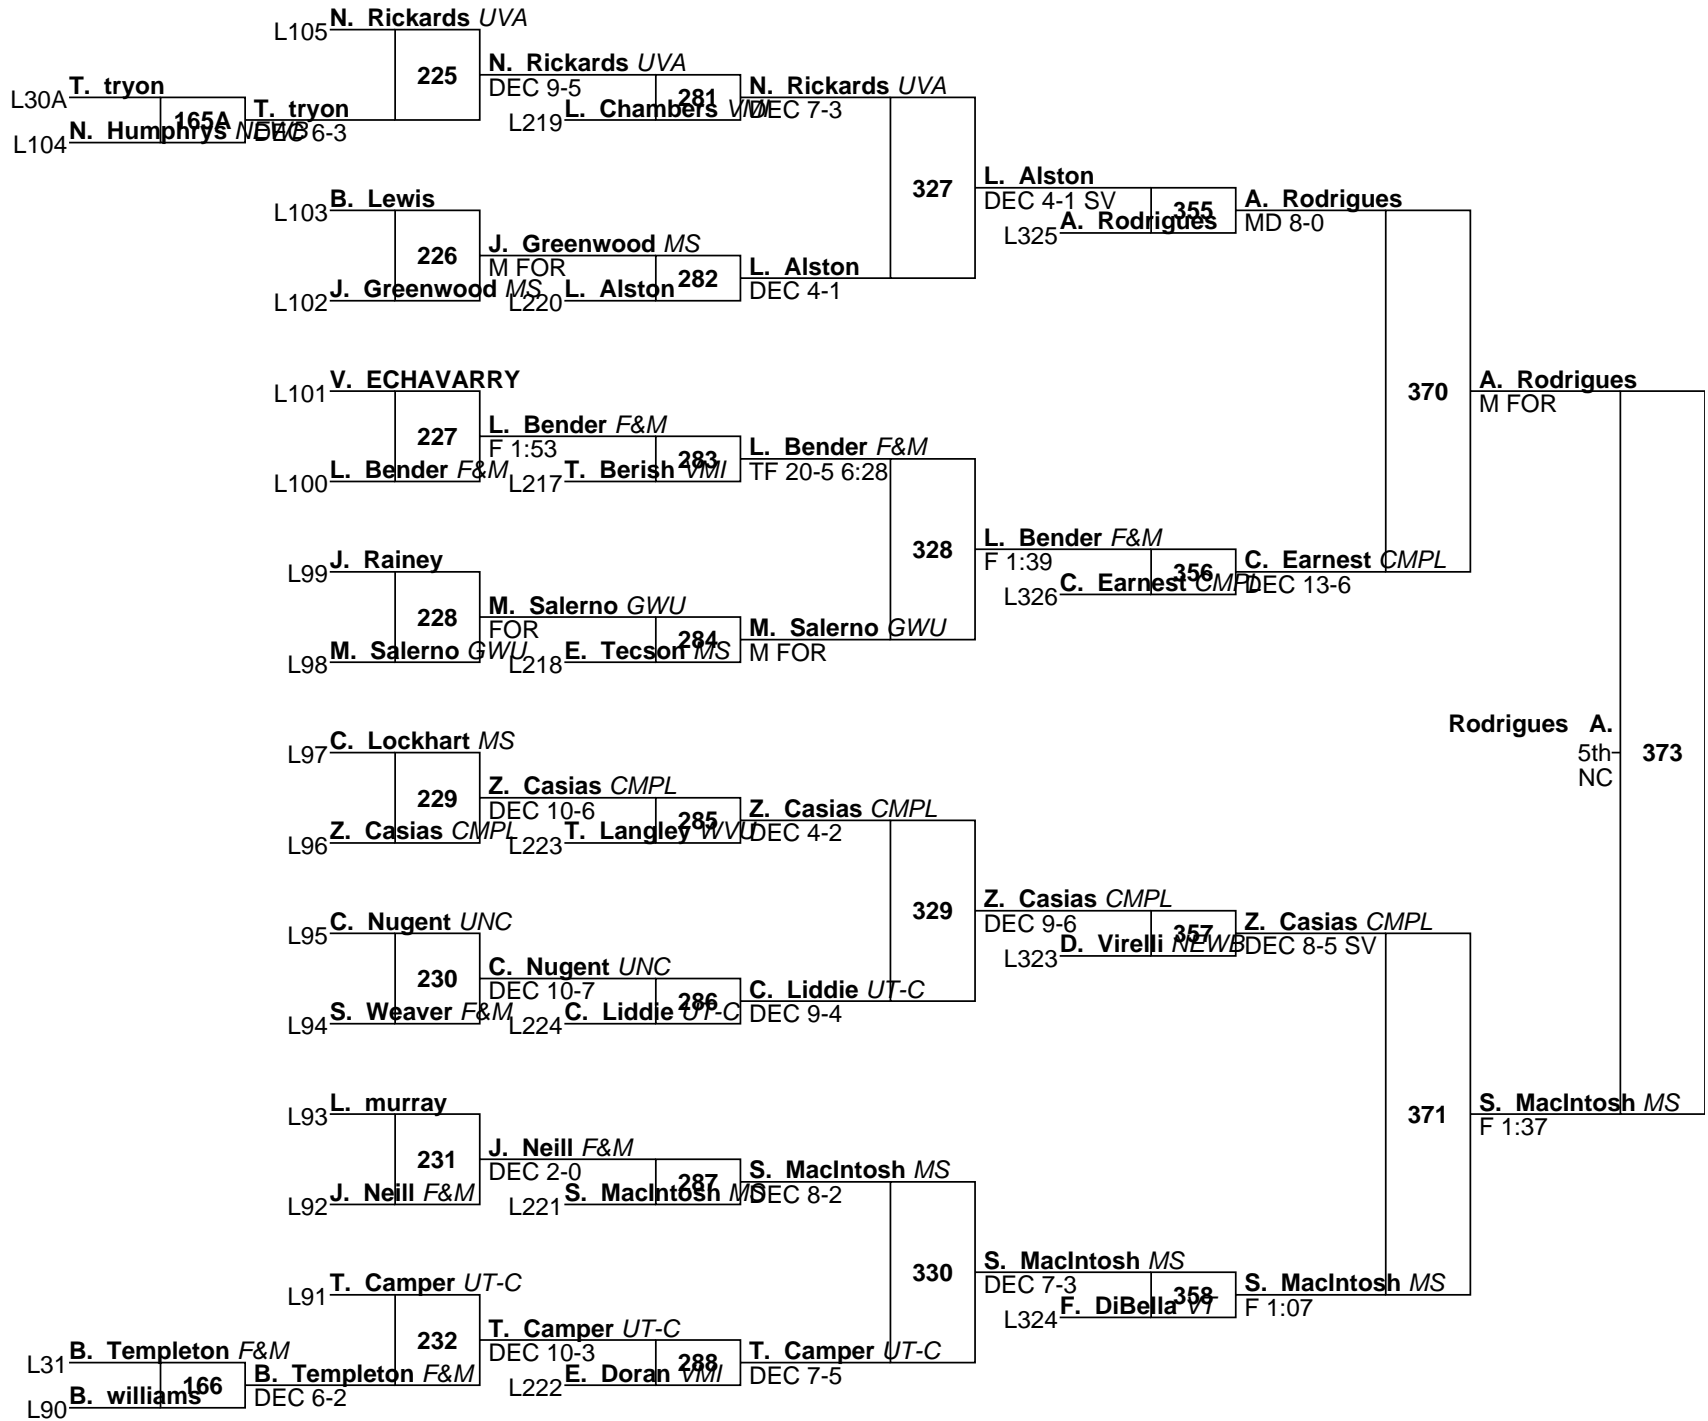 L105 N. Rickards UVA
225
N. Rickards UVA
DEC 9-5
281
L219 L. Chambers VMI
N. Rickards UVA
DEC 7-3
L30A T. tryon
165A
L104 N. Humphrys NEWB
T. tryon
DEC 6-3
327
L. Alston
DEC 4-1 SV
355
L325 A. Rodrigues
A. Rodrigues
MD 8-0
L103 B. Lewis
226
L102 J. Greenwood MS
J. Greenwood MS
M FOR
282
L220 L. Alston
L. Alston
DEC 4-1
370
A. Rodrigues
M FOR
L101 V. ECHAVARRY
227
L100 L. Bender F&M
L. Bender F&M
F 1:53
283
L217 T. Berish VMI
L. Bender F&M
TF 20-5 6:28
328
L. Bender F&M
F 1:39
356
L326 C. Earnest CMPL
C. Earnest CMPL
DEC 13-6
L99 J. Rainey
228
L98 M. Salerno GWU
M. Salerno GWU
FOR
284
L218 E. Tecson MS
M. Salerno GWU
M FOR
Rodrigues A.
5th
NC
373
L97 C. Lockhart MS
229
L96 Z. Casias CMPL
Z. Casias CMPL
DEC 10-6
285
L223 T. Langley WVU
Z. Casias CMPL
DEC 4-2
329
Z. Casias CMPL
DEC 9-6
357
L323 D. Virelli NEWB
Z. Casias CMPL
DEC 8-5 SV
L95 C. Nugent UNC
230
L94 S. Weaver F&M
C. Nugent UNC
DEC 10-7
286
L224 C. Liddie UT-C
C. Liddie UT-C
DEC 9-4
371
S. MacIntosh MS
F 1:37
L93 L. murray
231
L92 J. Neill F&M
J. Neill F&M
DEC 2-0
287
L221 S. MacIntosh MS
S. MacIntosh MS
DEC 8-2
330
S. MacIntosh MS
DEC 7-3
358
L324 F. DiBella VT
S. MacIntosh MS
F 1:07
L91 T. Camper UT-C
232
T. Camper UT-C
DEC 10-3
288
L222 E. Doran VMI
T. Camper UT-C
DEC 7-5
L31 B. Templeton F&M
166
L90 B. williams
B. Templeton F&M
DEC 6-2